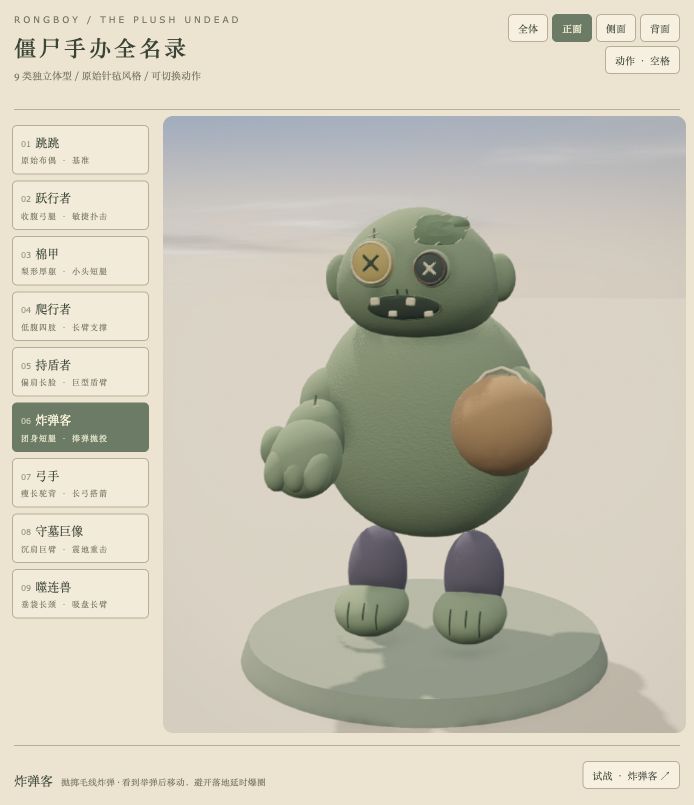 RONGBOY / THE PLUSH UNDEAD
僵尸手办全名录
9 类独立体型 / 原始针毡风格 / 可切换动作
全体 正面 侧面 背面
动作 · 空格
01 跳跳
原始布偶 · 基准
02 跃行者
收腹弓腿 · 敏捷扑击
03 棉甲
梨形厚躯 · 小头短腿
04 爬行者
低腹四肢 · 长臂支撑
05 持盾者
偏肩长脸 · 巨型盾臂
06 炸弹客
团身短腿 · 捧弹抛投
07 弓手
瘦长驼背 · 长弓搭箭
08 守墓巨像
沉肩巨臂 · 震地重击
09 噬连兽
垂袋长颈 · 吸盘长臂
炸弹客 抛掷毛线炸弹 · 看到举弹后移动，避开落地延时爆圈
试战 · 炸弹客 ↗